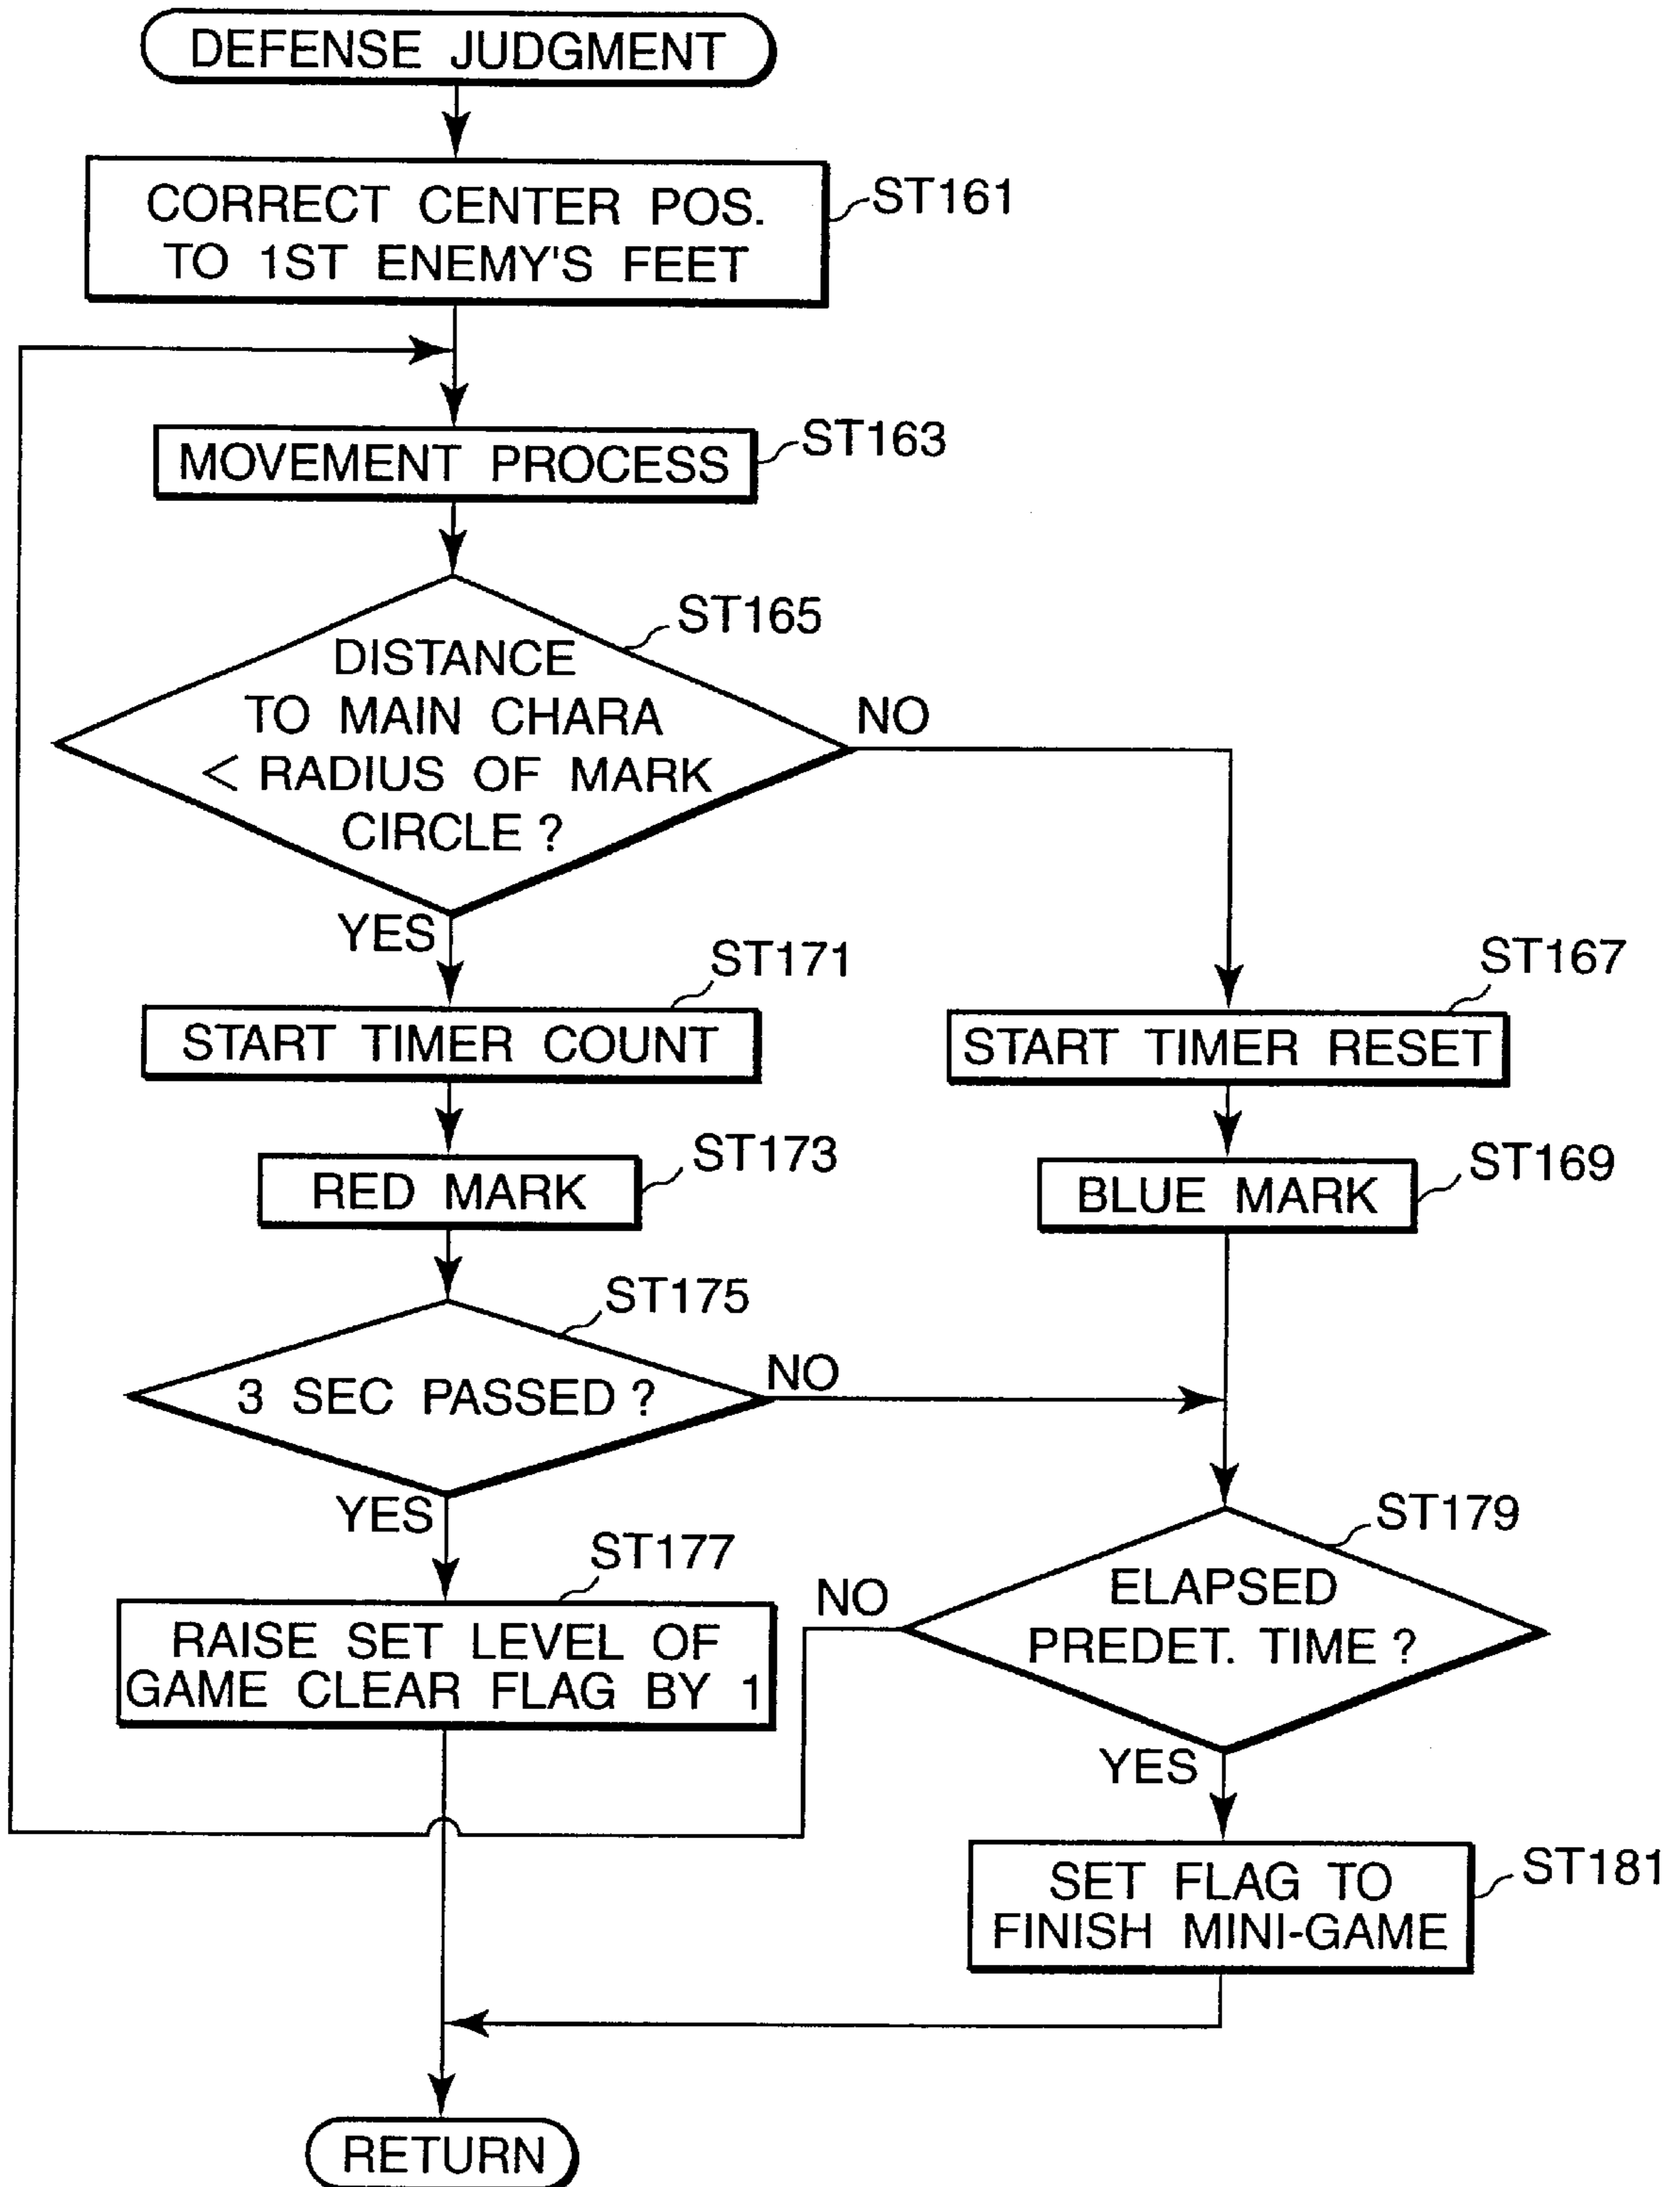 DEFENSE JUDGMENT
CORRECT CENTER POS.
TO 1ST ENEMY'S FEET
ST161
MOVEMENT PROCESS
ST163
ST165
DISTANCE
TO MAIN CHARA
< RADIUS OF MARK
CIRCLE ?
NO
YES
ST171
START TIMER COUNT
ST167
START TIMER RESET
ST173
RED MARK
ST169
BLUE MARK
ST175
3 SEC PASSED ?
NO
YES
ST177
RAISE SET LEVEL OF
GAME CLEAR FLAG BY 1
ST179
ELAPSED
PREDET. TIME ?
NO
YES
ST181
SET FLAG TO
FINISH MINI-GAME
RETURN